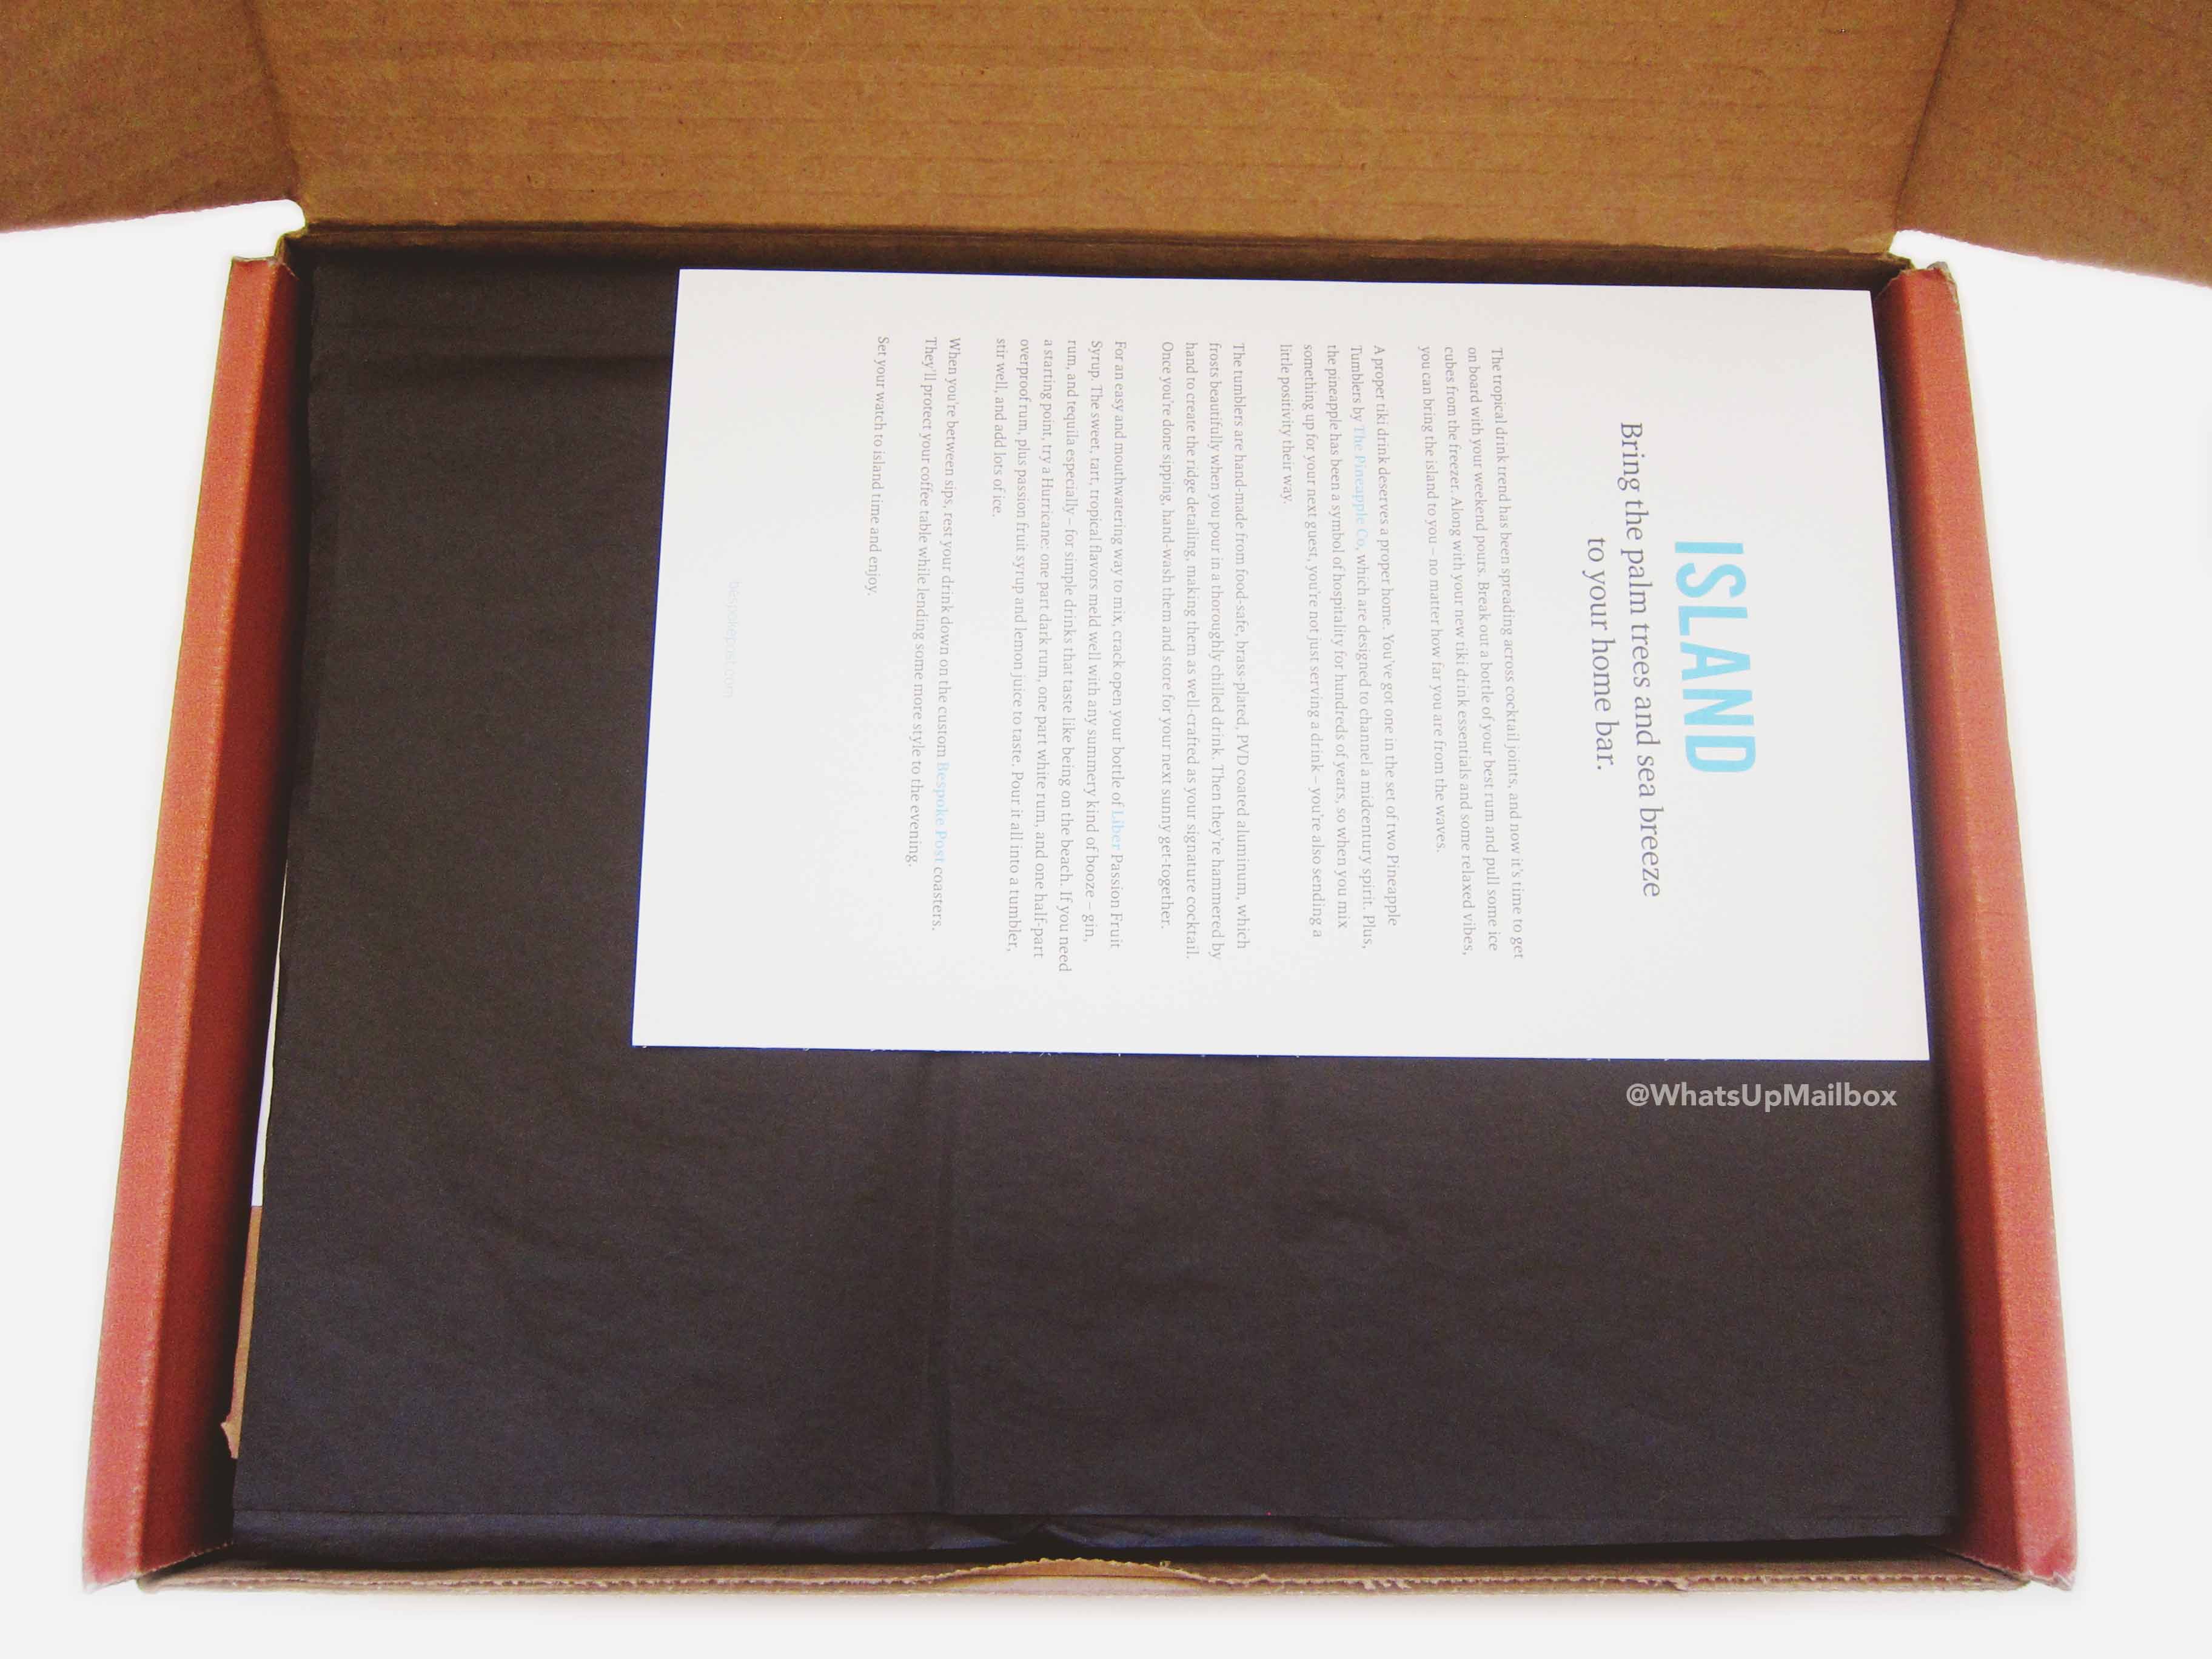 ISLAND
Bring the palm trees and sea breeze
to your home bar.
The tropical drink trend has been spreading across cocktail joints, and now it's time to get
on board with your weekend pours. Break out a bottle of your best rum and pull some ice
cubes from the freezer. Along with your new tiki drink essentials and some relaxed vibes,
you can bring the island to you – no matter how far you are from the waves.
A proper tiki drink deserves a proper home. You've got one in the set of two Pineapple
Tumblers by The Pineapple Co, which are designed to channel a midcentury spirit. Plus,
the pineapple has been a symbol of hospitality for hundreds of years, so when you mix
something up for your next guest, you're not just serving a drink – you're also sending a
little positivity their way.
The tumblers are hand-made from food-safe, brass-plated, PVD coated aluminum, which
frosts beautifully when you pour in a thoroughly chilled drink. Then they're hammered by
hand to create the ridge detailing, making them as well-crafted as your signature cocktail.
Once you're done sipping, hand-wash them and store for your next sunny get-together.
For an easy and mouthwatering way to mix, crack open your bottle of Liber Passion Fruit
Syrup. The sweet, tart, tropical flavors meld well with any summery kind of booze – gin,
rum, and tequila especially – for simple drinks that taste like being on the beach. If you need
a starting point, try a Hurricane: one part dark rum, one part white rum, and one half-part
overproof rum, plus passion fruit syrup and lemon juice to taste. Pour it all into a tumbler,
stir well, and add lots of ice.
When you're between sips, rest your drink down on the custom Bespoke Post coasters.
They'll protect your coffee table while lending some more style to the evening.
Set your watch to island time and enjoy.
bespokepost.com
@WhatsUpMailbox